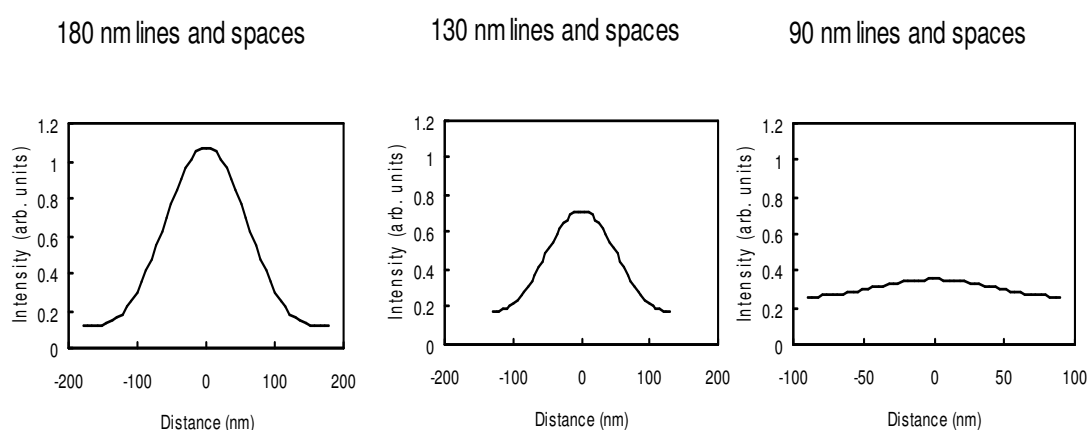 180 nm lines and spaces
130 nm lines and spaces
90 nm lines and spaces
Intensity (arb. units)
1.2
1
0.8
0.6
0.4
0.2
0
-200 -100 0 100 200
Distance (nm)
Intensity (arb. units)
1.2
1
0.8
0.6
0.4
0.2
0
-200 -100 0 100 200
Distance (nm)
Intensity (arb. units)
1.2
1
0.8
0.6
0.4
0.2
0
-100 -50 0 50 100
Distance (nm)